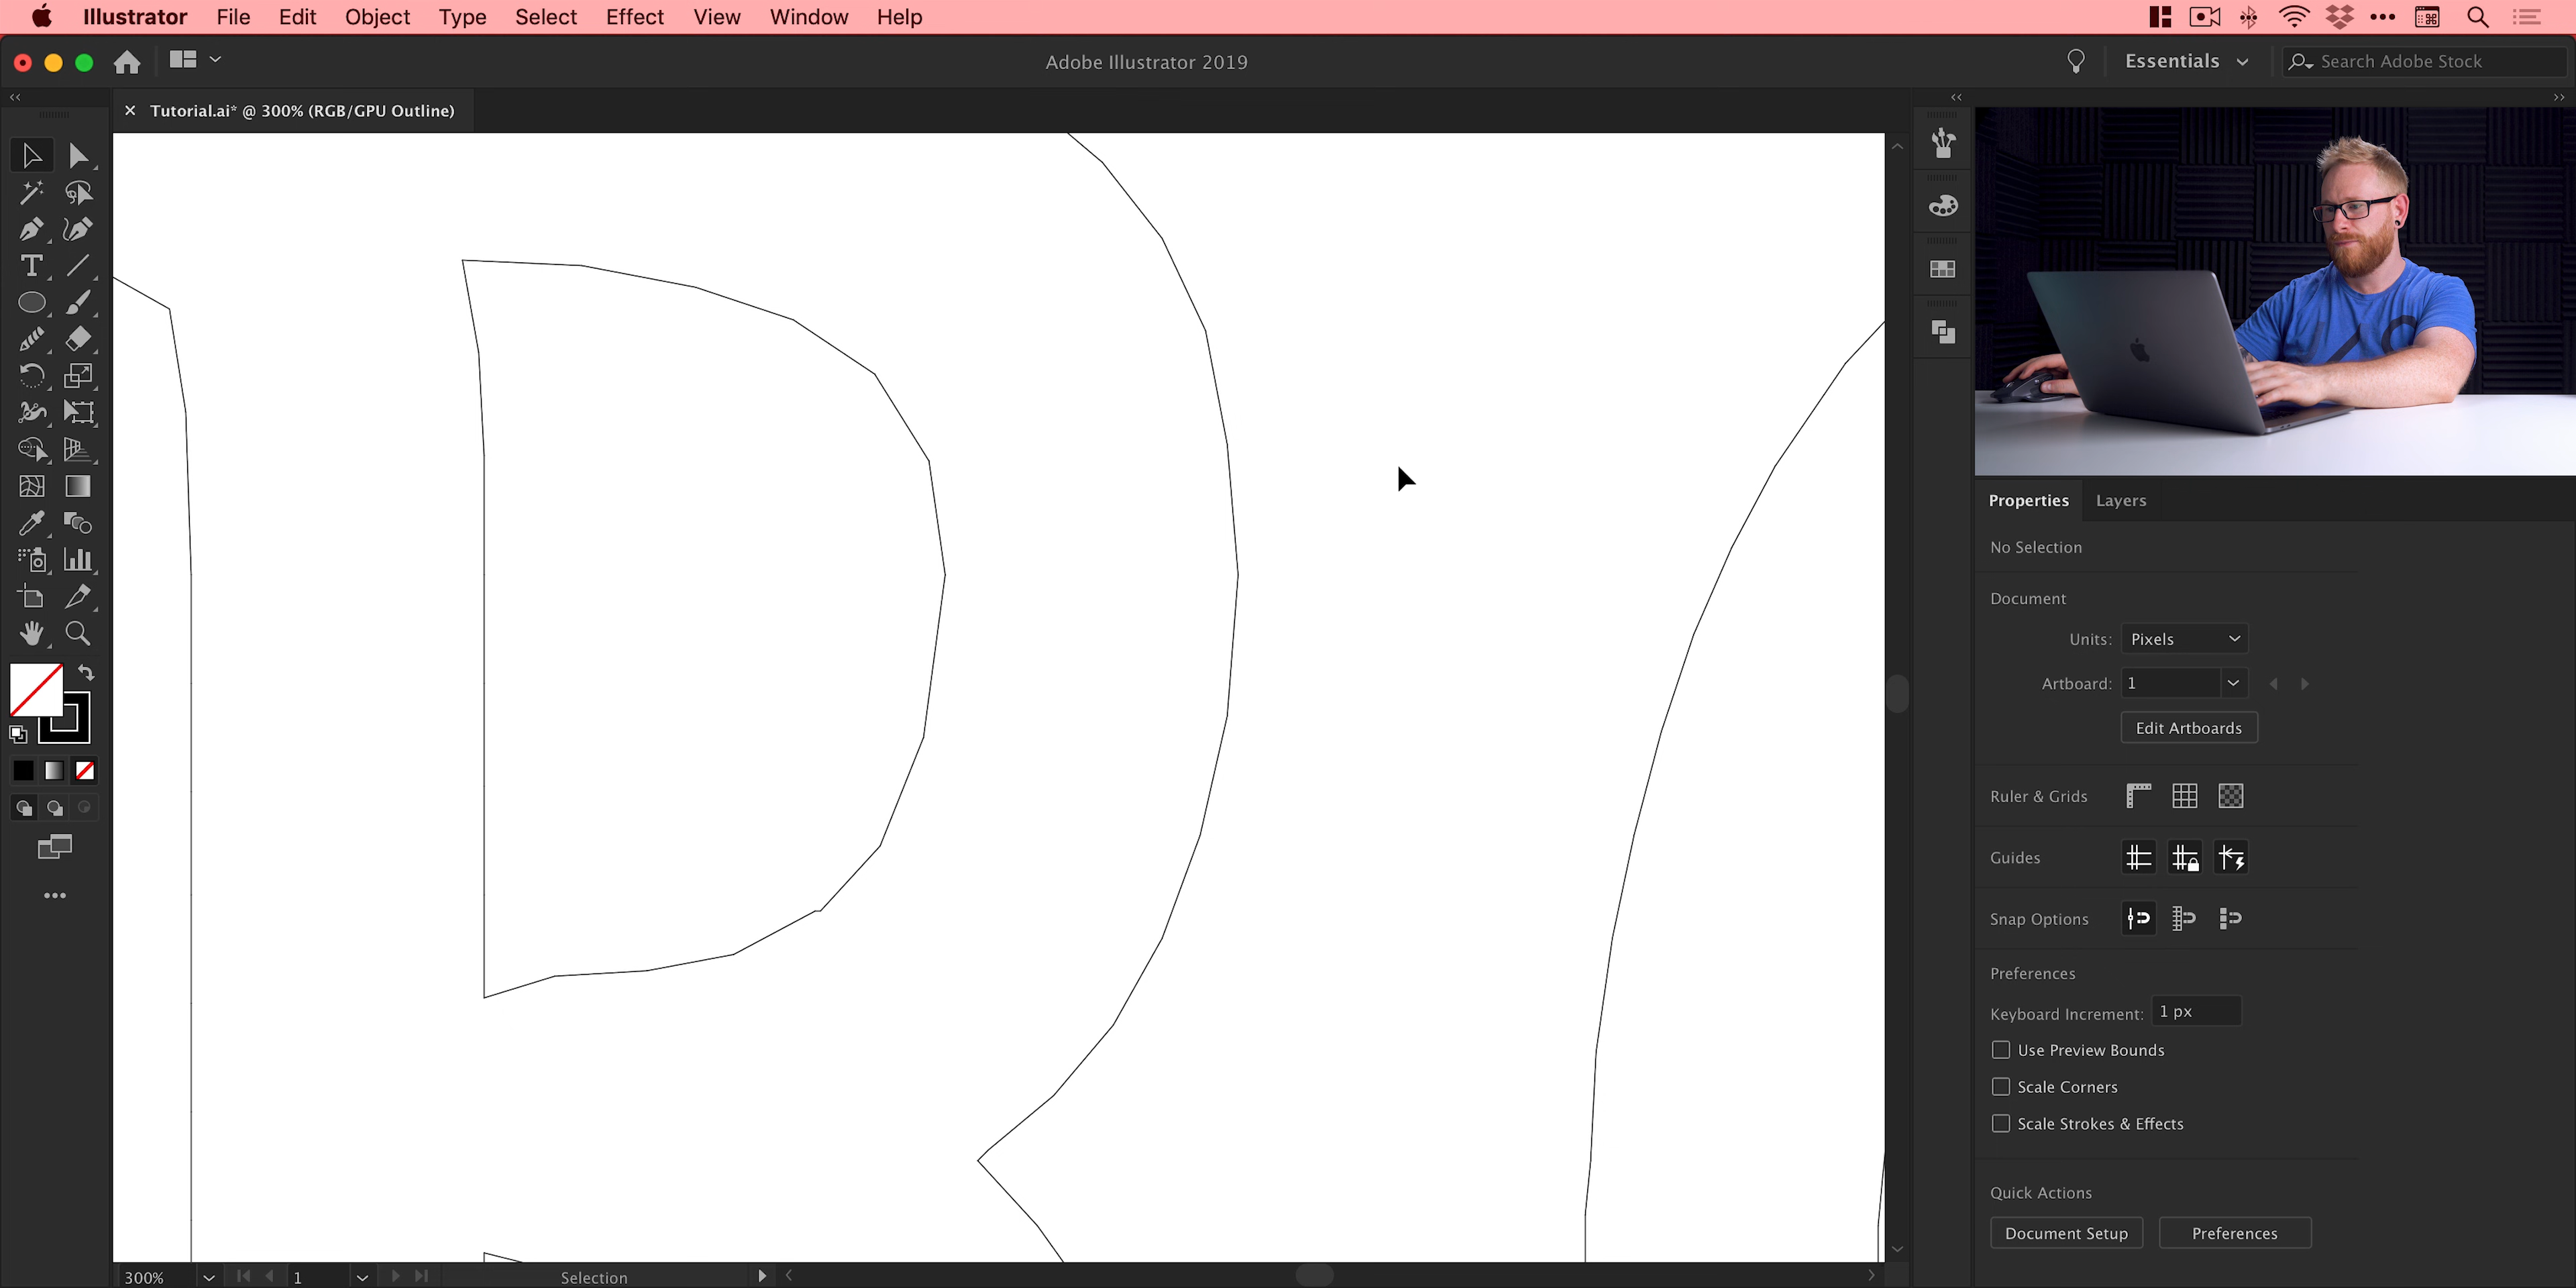 Illustrator File Edit Object Type Select Effect View Window Help
Adobe Illustrator 2019
Essentials
Search Adobe Stock
Tutorial.ai* @ 300% (RGB/GPU Outline)
Properties Layers
No Selection
Document
Units: Pixels
Artboard: 1
Edit Artboards
Ruler & Grids
Guides
Snap Options
Preferences
Keyboard Increment: 1 px
Use Preview Bounds
Scale Corners
Scale Strokes & Effects
Quick Actions
Document Setup Preferences
300% 1 Selection